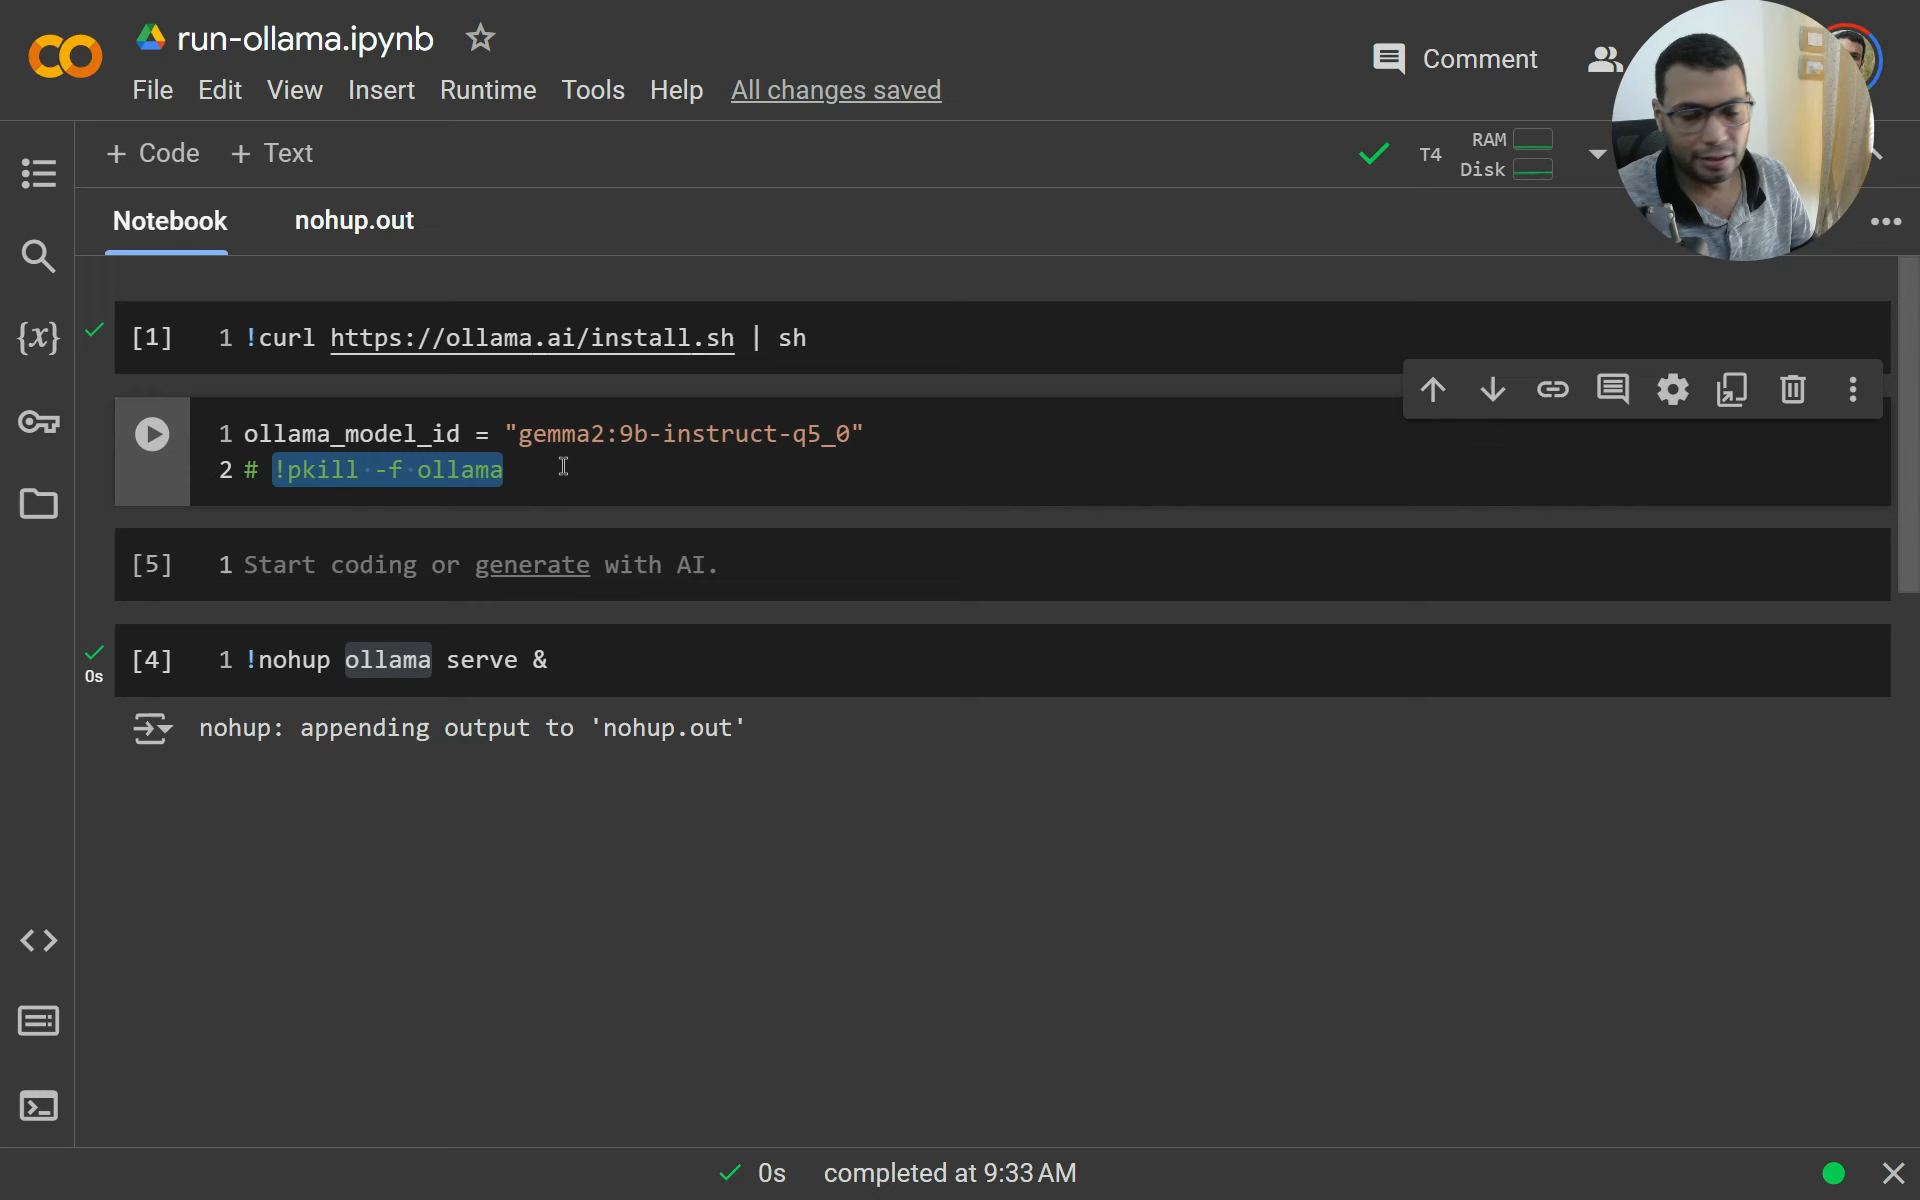 run-ollama.ipynb
Comment
File Edit View Insert Runtime Tools Help All changes saved
+ Code + Text
T4
RAM
Disk
Notebook nohup.out
{x}
[1] 1 !curl https://ollama.ai/install.sh | sh
1 ollama_model_id = "gemma2:9b-instruct-q5_0"
2 # !pkill -f ollama
[5] 1 Start coding or generate with AI.
[4] 1 !nohup ollama serve &
0s
nohup: appending output to 'nohup.out'
0s completed at 9:33 AM